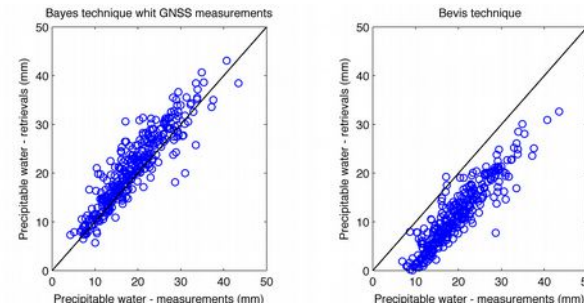 Bayes technique whit GNSS measurements
Precipitable water - retrievals (mm)
50
40
30
20
10
0
0 10 20 30 40 50
Precipitable water - measurements (mm)
Bevis technique
Precipitable water - retrievals (mm)
50
40
30
20
10
0
0 10 20 30 40 50
Precipitable water - measurements (mm)